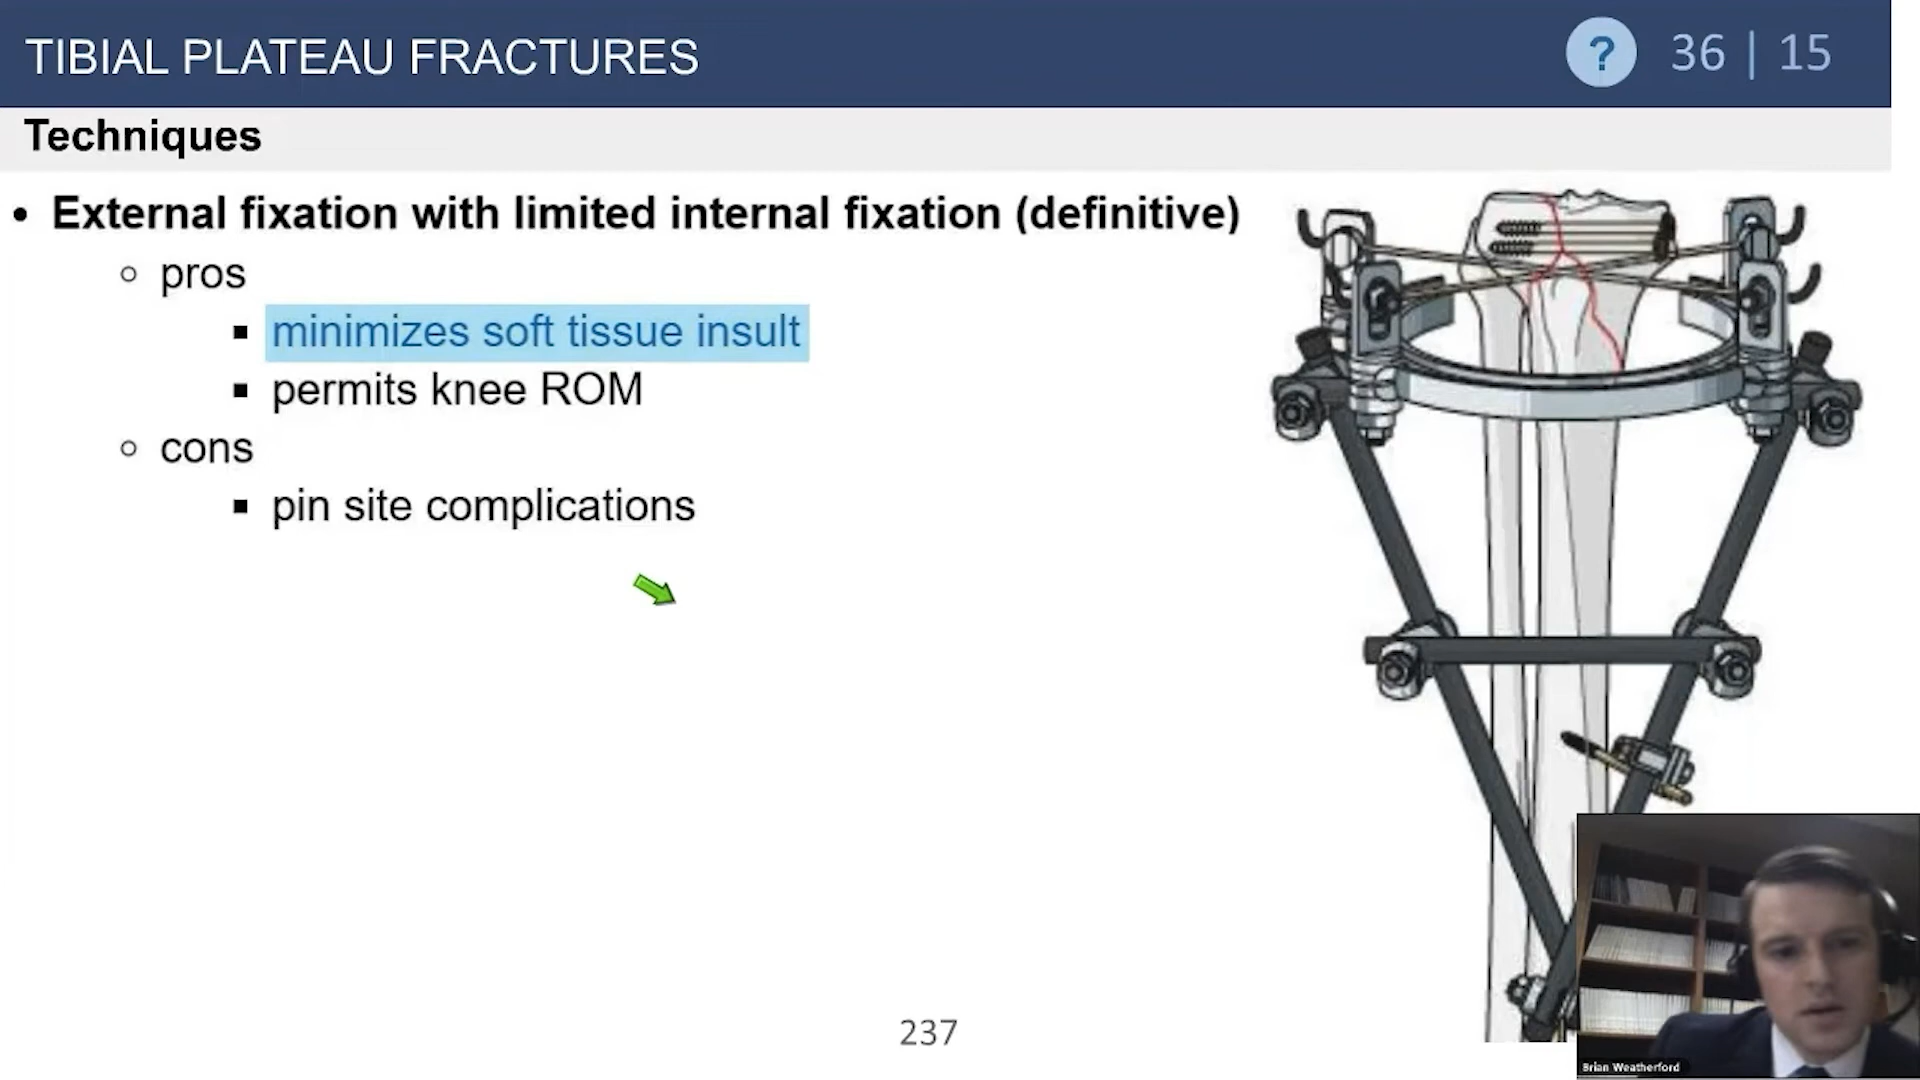 TIBIAL PLATEAU FRACTURES
? 36 | 15
Techniques
• External fixation with limited internal fixation (definitive)
○ pros
▪ minimizes soft tissue insult
▪ permits knee ROM
○ cons
▪ pin site complications
237
Brian Weatherford